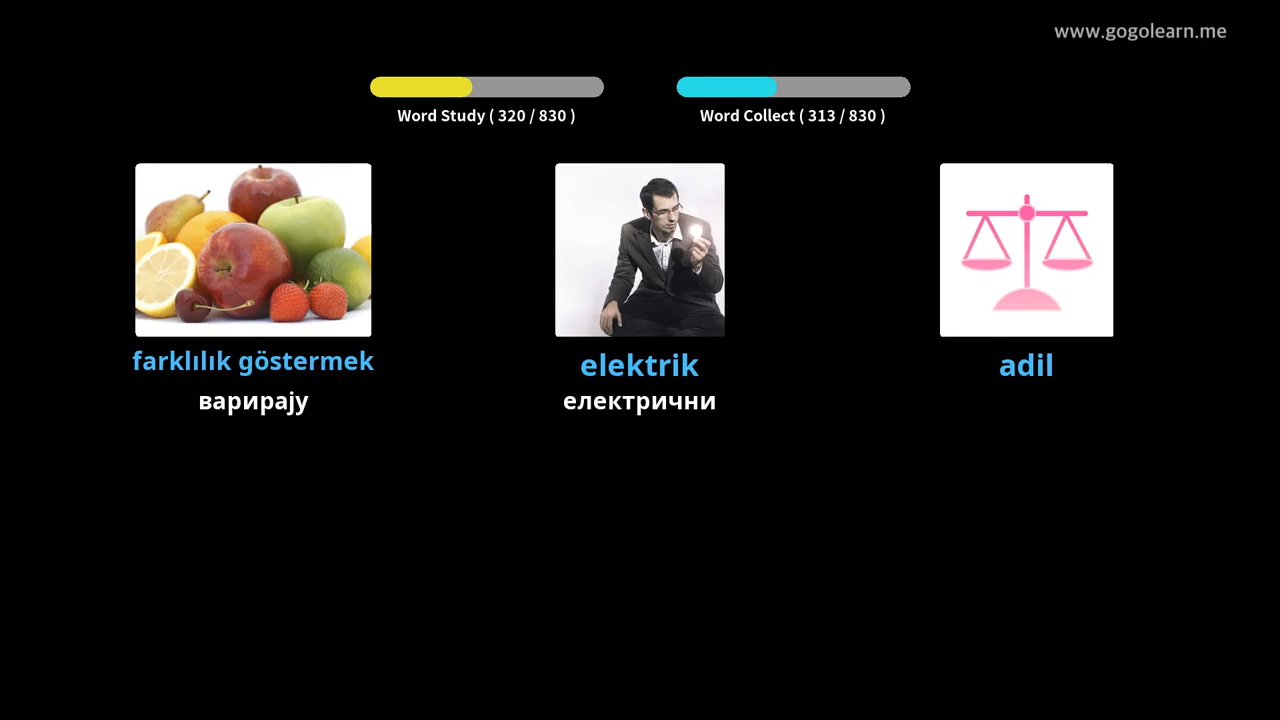 www.gogolearn.me
Word Study ( 320 / 830 )
Word Collect ( 313 / 830 )
farklılık göstermek
elektrik
adil
варирају
електрични